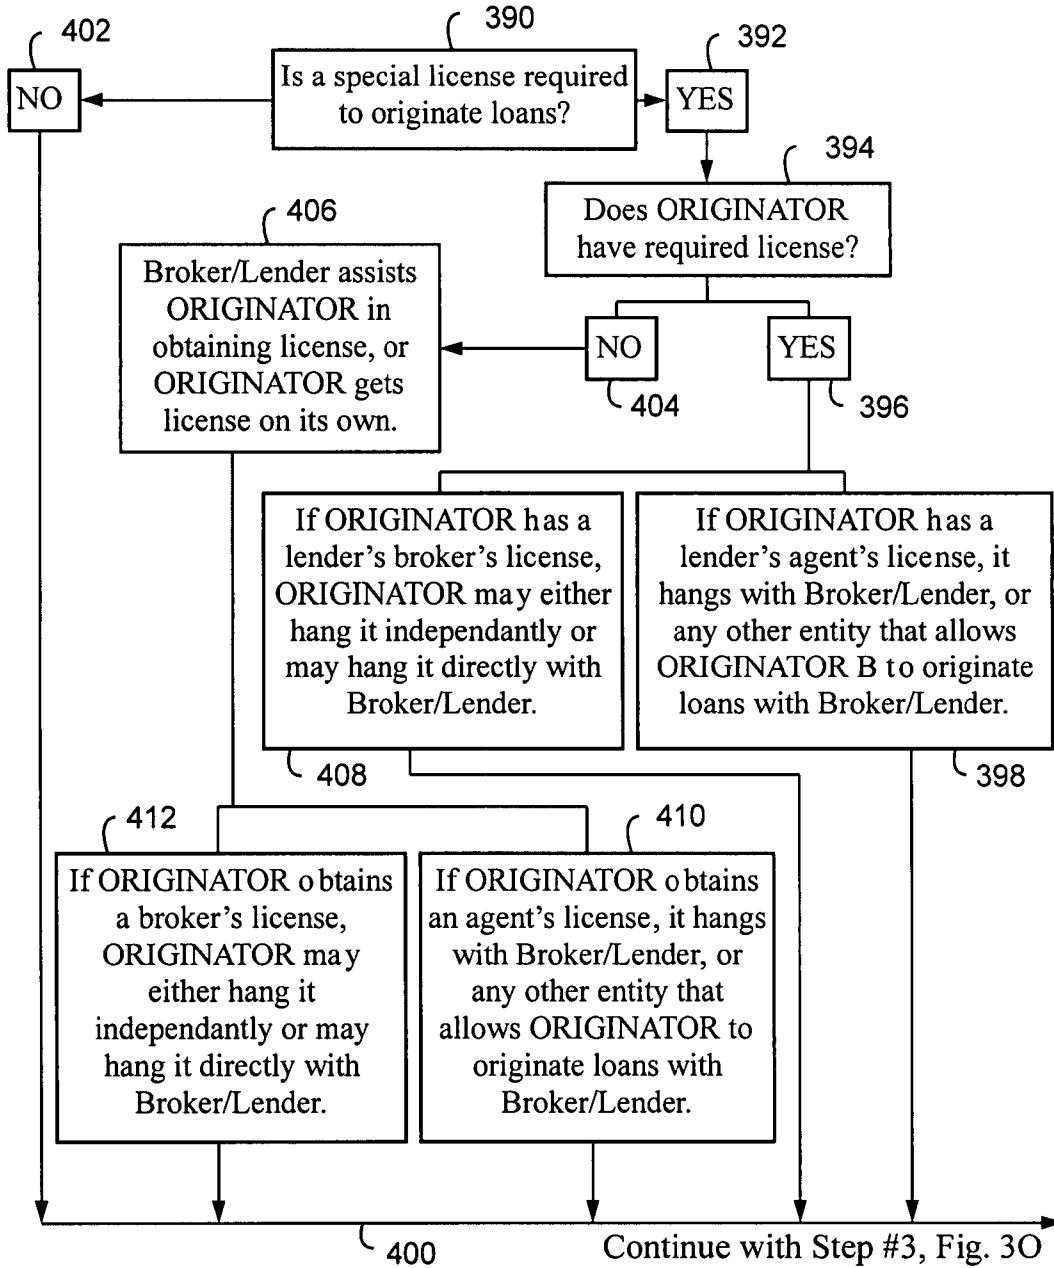 402
390
392
NO
Is a special license required
to originate loans?
YES
394
Does ORIGINATOR
have required license?
406
Broker/Lender assists
ORIGINATOR in
obtaining license, or
ORIGINATOR gets
license on its own.
NO
YES
404
396
If ORIGINATOR has a
lender's broker's license,
ORIGINATOR may either
hang it independantly or
may hang it directly with
Broker/Lender.
If ORIGINATOR has a
lender's agent's license, it
hangs with Broker/Lender, or
any other entity that allows
ORIGINATOR B to originate
loans with Broker/Lender.
408
398
412
410
If ORIGINATOR obtains
a broker's license,
ORIGINATOR may
either hang it
independantly or may
hang it directly with
Broker/Lender.
If ORIGINATOR obtains
an agent's license, it hangs
with Broker/Lender, or
any other entity that
allows ORIGINATOR to
originate loans with
Broker/Lender.
400
Continue with Step #3, Fig. 3O